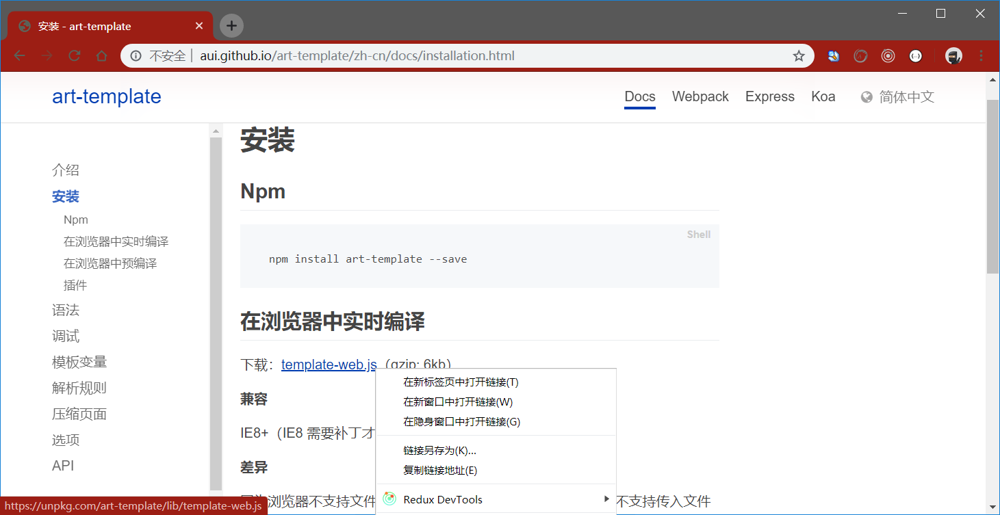 安装 - art-template
不安全 | aui.github.io/art-template/zh-cn/docs/installation.html
art-template
Docs Webpack Express Koa 简体中文
介绍
安装
Npm
在浏览器中实时编译
在浏览器中预编译
插件
语法
调试
模板变量
解析规则
压缩页面
选项
API
安装
Npm
Shell
npm install art-template --save
在浏览器中实时编译
下载：template-web.js（gzip: 6kb）
兼容
IE8+（IE8 需要补丁才
差异
浏览器不支持文件
不支持传入文件
在新标签页中打开链接(T)
在新窗口中打开链接(W)
在隐身窗口中打开链接(G)
链接另存为(K)...
复制链接地址(E)
Redux DevTools
https://unpkg.com/art-template/lib/template-web.js